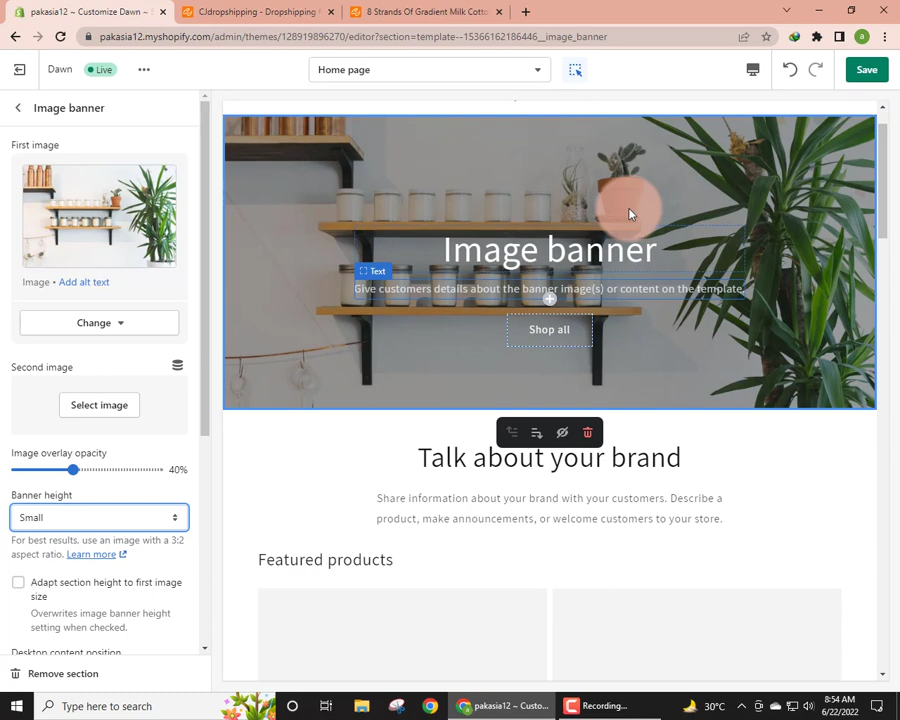 pakasia12 ~ Customize Dawn ~ S
CJdropshipping - Dropshipping f
8 Strands Of Gradient Milk Cotto
pakasia12.myshopify.com/admin/themes/128919896270/editor?section=template--15366162186446__image_banner
a
Dawn
Live
Home page
Save
Image banner
First image
Image • Add alt text
Change
Second image
Select image
Image overlay opacity
40%
Banner height
Small
For best results, use an image with a 3:2
aspect ratio. Learn more
Adapt section height to first image
size
Overwrites image banner height
setting when checked.
Desktop content position
Remove section
Image banner
Text
Give customers details about the banner image(s) or content on the template.
Shop all
Talk about your brand
Share information about your brand with your customers. Describe a
product, make announcements, or welcome customers to your store.
Featured products
Type here to search
pakasia12 ~ Custo...
Recording...
30°C
8:54 AM
6/22/2022